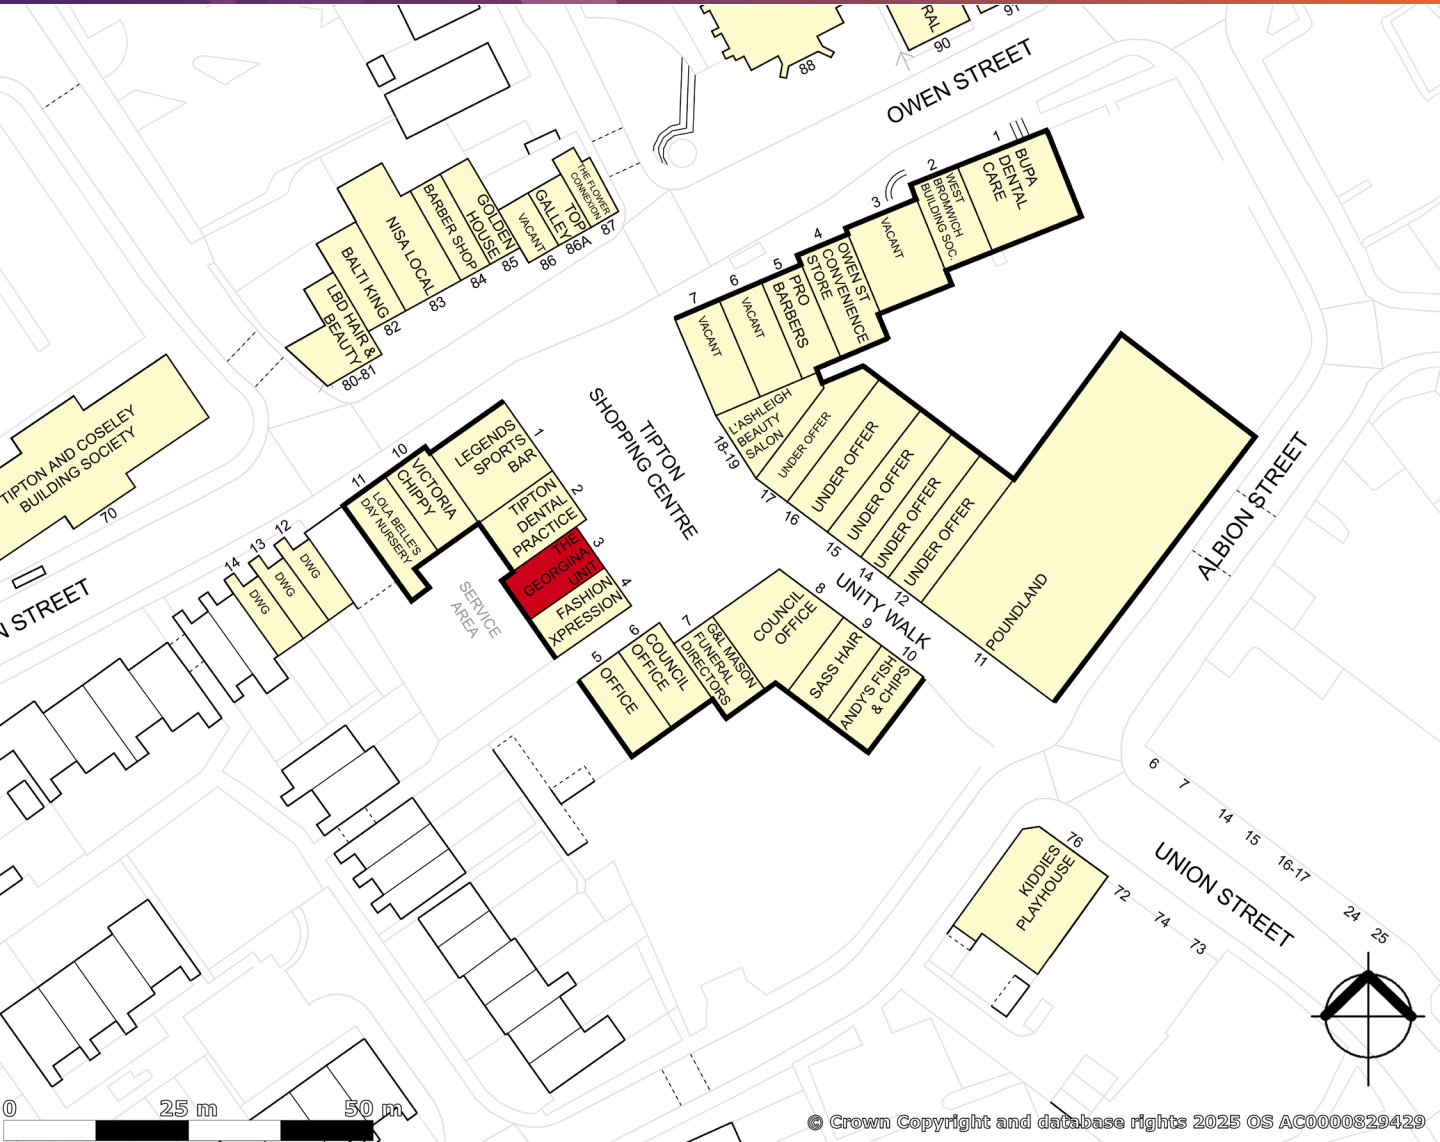 RAL
90
91
88
OWEN STREET
1
BUPA
DENTAL
CARE
2
WEST
BROMWICH
BUILDING SOC.
3
VACANT
4
OWEN ST
CONVENIENCE
STORE
5
PRO
BARBERS
6
VACANT
7
VACANT
THE FLOWER
CONNEXION
87
TOP
GALLEY
86A
VACANT
86
GOLDEN
HOUSE
85
BARBER SHOP
84
NISA LOCAL
83
BALTI KING
82
LBD HAIR &
BEAUTY
80-81
TIPTON AND COSELEY
BUILDING SOCIETY
70
TIPTON
SHOPPING CENTRE
L'ASHLEIGH
BEAUTY
SALON
18-19
UNDER OFFER
17
UNDER OFFER
16
UNDER OFFER
15
UNDER OFFER
14
UNDER OFFER
12
POUNDLAND
11
ALBION STREET
UNITY WALK
LEGENDS
SPORTS
BAR
1
10
VICTORIA
CHIPPY
11
LOLA BELLE'S
DAY NURSERY
TIPTON
DENTAL
PRACTICE
2
THE
GEORGINA
UNIT
3
FASHION
XPRESSION
4
12
DWG
13
DWG
14
DWG
N STREET
SERVICE
AREA
5
OFFICE
6
COUNCIL
OFFICE
7
G&L MASON
FUNERAL
DIRECTORS
8
COUNCIL
OFFICE
9
SASS HAIR
10
ANDY'S FISH
& CHIPS
6
7
14
15
16-17
24
25
UNION STREET
76
KIDDIES
PLAYHOUSE
72
74
73
0
25 m
50 m
© Crown Copyright and database rights 2025 OS AC0000829429